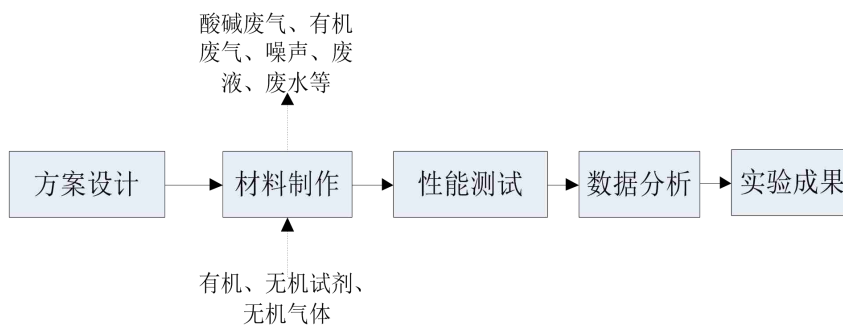 酸碱废气、有机
废气、噪声、废
液、废水等
方案设计
材料制作
性能测试
数据分析
实验成果
有机、无机试剂、
无机气体